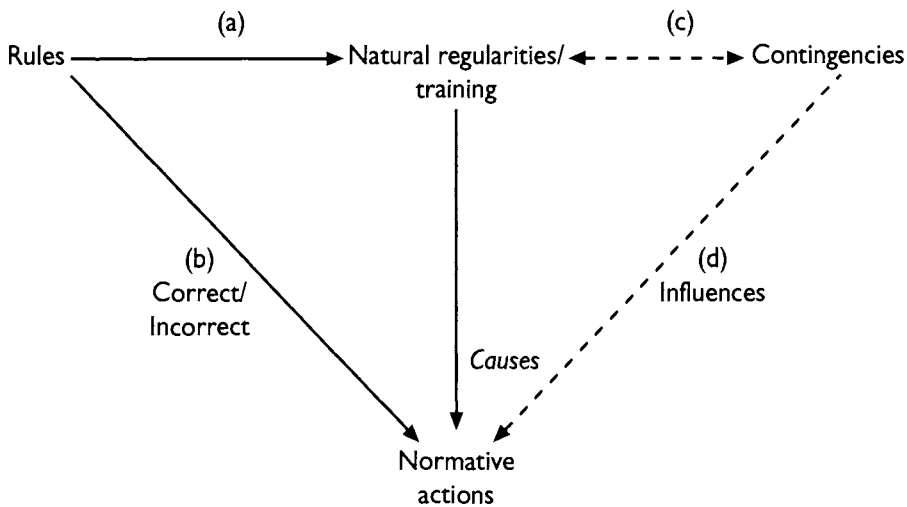 (a)
(c)
Rules
Natural regularities/
training
Contingencies
(b)
Correct/
Incorrect
(d)
Influences
Causes
Normative
actions